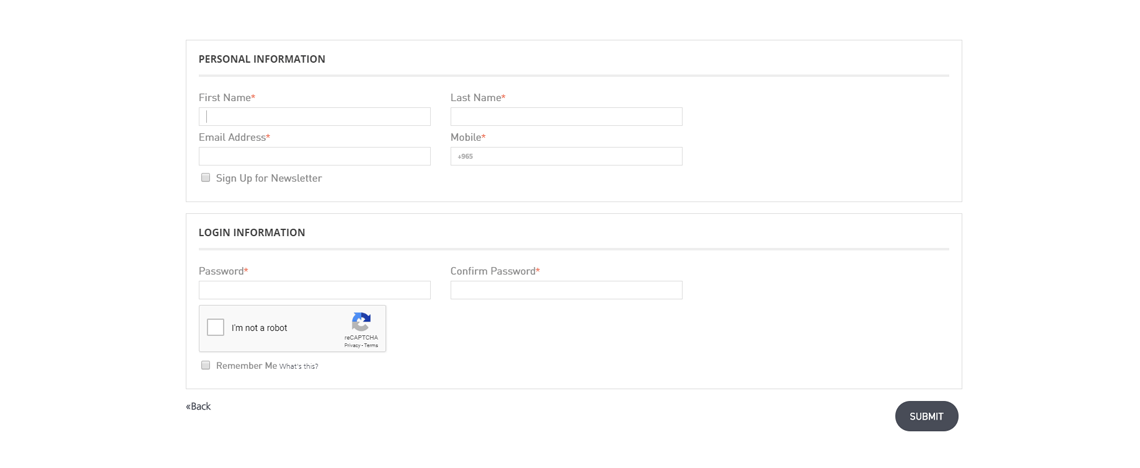 PERSONAL INFORMATION
First Name* Last Name*
Email Address* Mobile*
+965
Sign Up for Newsletter
LOGIN INFORMATION
Password* Confirm Password*
I'm not a robot
reCAPTCHA
Privacy - Terms
Remember Me What's this?
«Back
SUBMIT